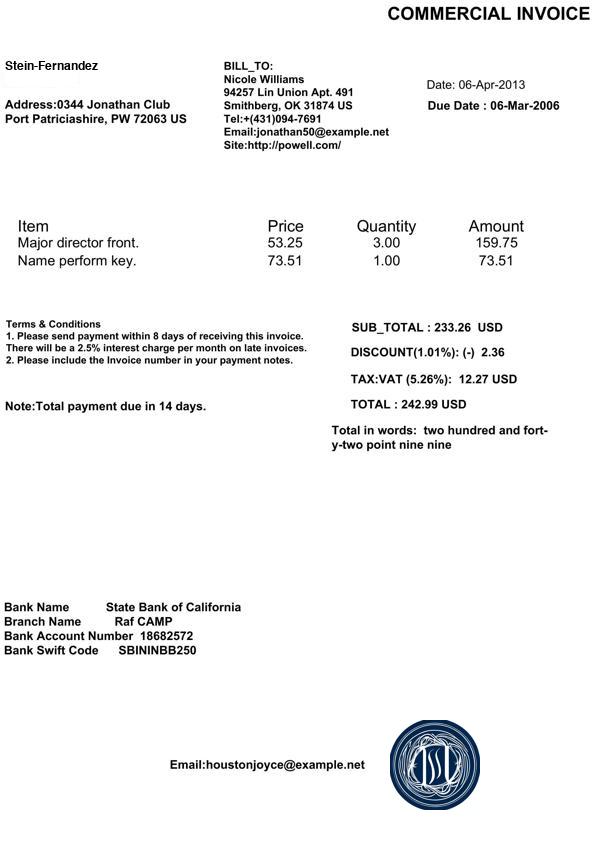 COMMERCIAL INVOICE
Stein-Fernandez
Address:0344 Jonathan Club
Port Patriciashire, PW 72063 US
BILL_TO:
Nicole Williams
94257 Lin Union Apt. 491
Smithberg, OK 31874 US
Tel:+(431)094-7691
Email:jonathan50@example.net
Site:http://powell.com/
Date: 06-Apr-2013
Due Date : 06-Mar-2006
Item Price Quantity Amount
Major director front. 53.25 3.00 159.75
Name perform key. 73.51 1.00 73.51
Terms & Conditions
1. Please send payment within 8 days of receiving this invoice.
There will be a 2.5% interest charge per month on late invoices.
2. Please include the Invoice number in your payment notes.
Note:Total payment due in 14 days.
SUB_TOTAL : 233.26 USD
DISCOUNT(1.01%): (-) 2.36
TAX:VAT (5.26%): 12.27 USD
TOTAL : 242.99 USD
Total in words: two hundred and fort-
y-two point nine nine
Bank Name State Bank of California
Branch Name Raf CAMP
Bank Account Number 18682572
Bank Swift Code SBININBB250
Email:houstonjoyce@example.net